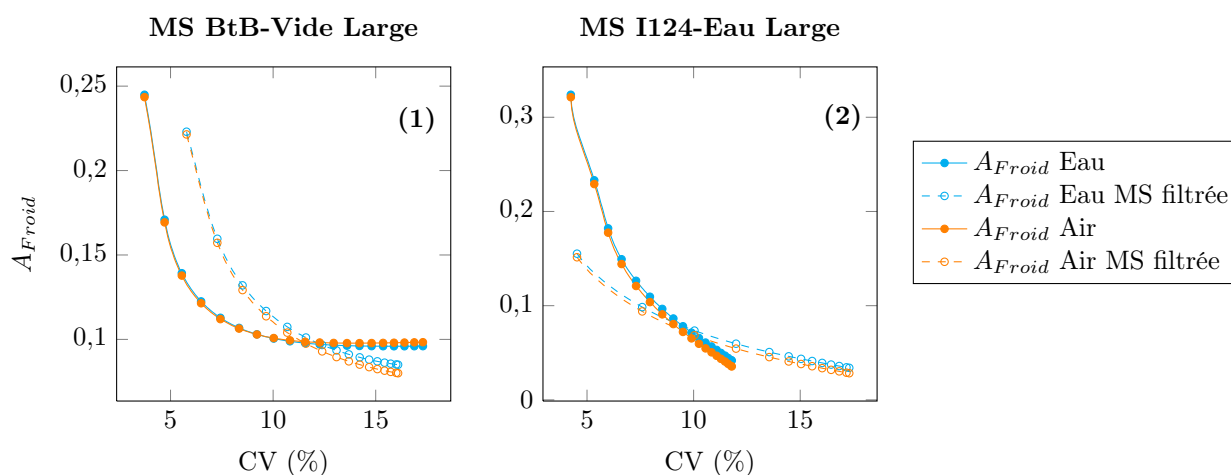 MS BtB-Vide Large
MS I124-Eau Large
0,25
0,2
0,15
0,1
A_Froid
5
10
15
CV (%)
(1)
0,3
0,2
0,1
0
5
10
15
CV (%)
(2)
A_Froid Eau
A_Froid Eau MS filtrée
A_Froid Air
A_Froid Air MS filtrée